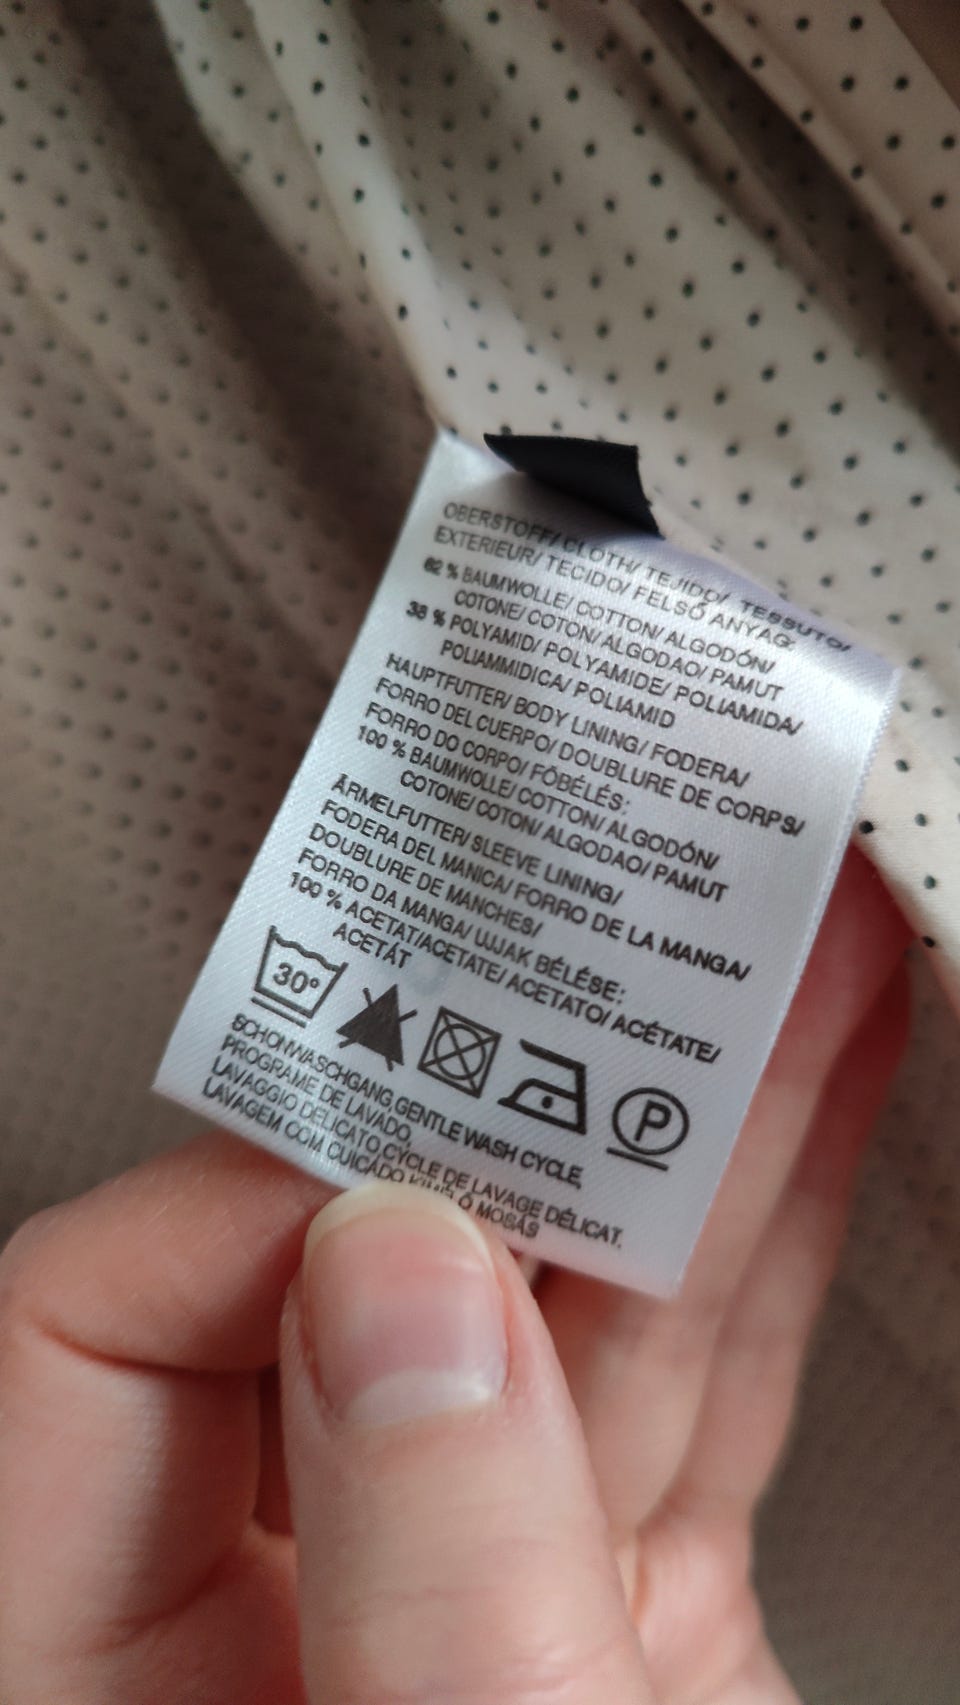 OBERSTOFF/ CLOTH/ TEJIDO/ TESSUTO/
EXTERIEUR/ TECIDO/ FELSŐ ANYAG:
62 % BAUMWOLLE/ COTTON/ ALGODÓN/
COTONE/ COTON/ ALGODAO/ PAMUT
38 % POLYAMID/ POLYAMIDE/ POLIAMIDA/
POLIAMMIDICA/ POLIAMID
HAUPTFUTTER/ BODY LINING/ FODERA/
FORRO DEL CUERPO/ DOUBLURE DE CORPS/
FORRO DO CORPO/ FŐBÉLÉS:
100 % BAUMWOLLE/ COTTON/ ALGODÓN/
COTONE/ COTON/ ALGODAO/ PAMUT
ÄRMELFUTTER/ SLEEVE LINING/
FODERA DEL MANICA/ FORRO DE LA MANGA/
DOUBLURE DE MANCHES/
FORRO DA MANGA/ UJJAK BÉLÉSE:
100 % ACETAT/ACETATE/ ACETATO/ ACÉTATE/
ACETÁT
30°
P
SCHONWASCHGANG, GENTLE WASH CYCLE,
PROGRAME DE LAVADO,
LAVAGGIO DELICATO, CYCLE DE LAVAGE DÉLICAT,
LAVAGEM COM CUICADO KIMÉLŐ MOSÁS